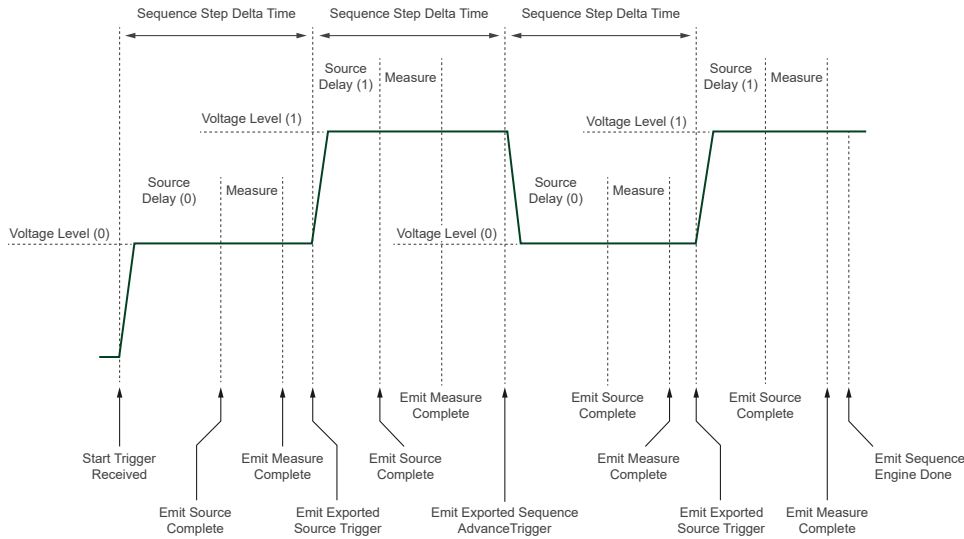 Sequence Step Delta Time
Sequence Step Delta Time
Sequence Step Delta Time
Source
Delay (1)
Measure
Source
Delay (1)
Measure
Voltage Level (1)
Voltage Level (1)
Source
Delay (0)
Measure
Source
Delay (0)
Measure
Voltage Level (0)
Voltage Level (0)
Emit Measure
Complete
Emit Source
Complete
Emit Source
Complete
Start Trigger
Received
Emit Measure
Complete
Emit Source
Complete
Emit Measure
Complete
Emit Sequence
Engine Done
Emit Source
Complete
Emit Exported
Source Trigger
Emit Exported Sequence
AdvanceTrigger
Emit Exported
Source Trigger
Emit Measure
Complete